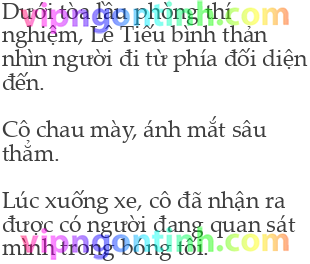 Dưới tòa lầu phòng thí
nghiệm, Lê Tiếu bình thản
nhìn người đi từ phía đối diện
đến.
Cô chau mày, ánh mắt sâu
thẳm.
Lúc xuống xe, cô đã nhận ra
được có người đang quan sát
mình trong bóng tối.
vipngontinh.com
vipngontinh.com